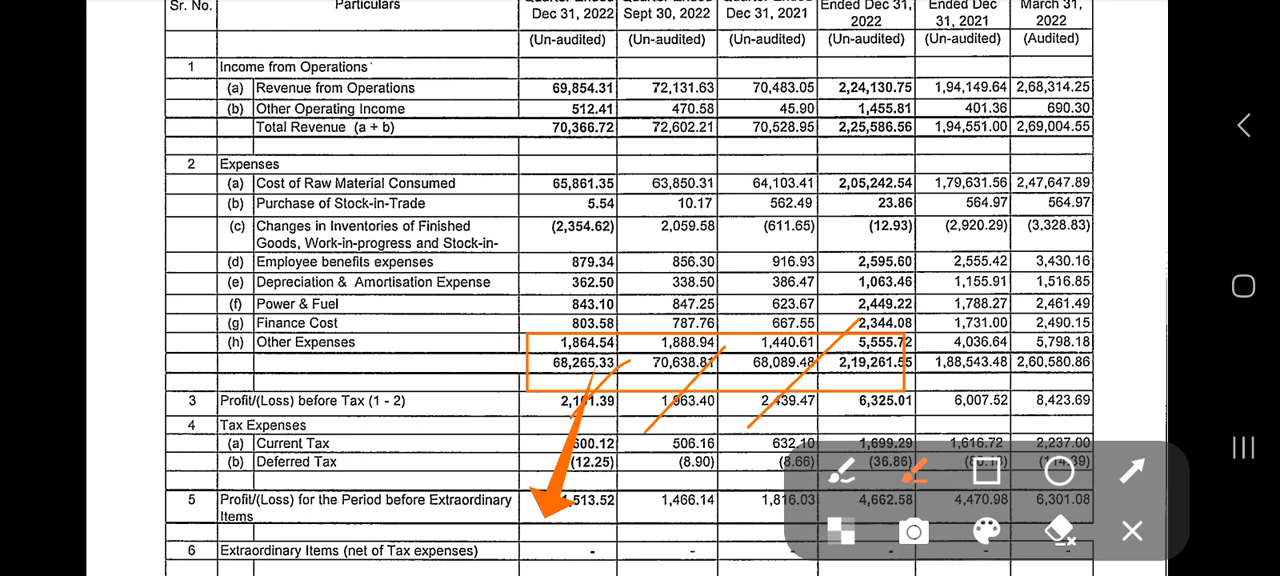 Sr. No. Particulars
Dec 31, 2022 Sept 30, 2022 Dec 31, 2021 Ended Dec 31, 2022 Ended Dec 31, 2021 March 31, 2022
(Un-audited) (Un-audited) (Un-audited) (Un-audited) (Un-audited) (Audited)
1 Income from Operations
(a) Revenue from Operations 69,854.31 72,131.63 70,483.05 2,24,130.75 1,94,149.64 2,68,314.25
(b) Other Operating Income 512.41 470.58 45.90 1,455.81 401.36 690.30
Total Revenue (a + b) 70,366.72 72,602.21 70,528.95 2,25,586.56 1,94,551.00 2,69,004.55
2 Expenses
(a) Cost of Raw Material Consumed 65,861.35 63,850.31 64,103.41 2,05,242.54 1,79,631.56 2,47,647.89
(b) Purchase of Stock-in-Trade 5.54 10.17 562.49 23.86 564.97 564.97
(c) Changes in Inventories of Finished (2,354.62) 2,059.58 (611.65) (12.93) (2,920.29) (3,328.83)
Goods, Work-in-progress and Stock-in-
(d) Employee benefits expenses 879.34 856.30 916.93 2,595.60 2,555.42 3,430.16
(e) Depreciation & Amortisation Expense 362.50 338.50 386.47 1,063.46 1,155.91 1,516.85
(f) Power & Fuel 843.10 847.25 623.67 2,449.22 1,788.27 2,461.49
(g) Finance Cost 803.58 787.76 667.55 2,344.08 1,731.00 2,490.15
(h) Other Expenses 1,864.54 1,888.94 1,440.61 5,555.72 4,036.64 5,798.18
68,265.33 70,638.81 68,089.48 2,19,261.55 1,88,543.48 2,60,580.86
3 Profit/(Loss) before Tax (1 - 2) 2,101.39 1,963.40 2,439.47 6,325.01 6,007.52 8,423.69
4 Tax Expenses
(a) Current Tax 600.12 506.16 632.10 1,699.29 1,616.72 2,237.00
(b) Deferred Tax (12.25) (8.90) (8.66) (36.86)
5 Profit/(Loss) for the Period before Extraordinary 1,513.52 1,466.14 1,816.03 4,662.58 4,470.98 6,301.08
Items
6 Extraordinary Items (net of Tax expenses) - - - - - -